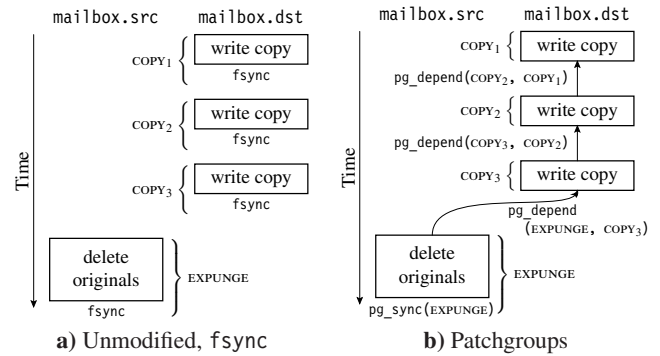 mailbox.src mailbox.dst
COPY1 write copy
fsync
COPY2 write copy
fsync
COPY3 write copy
fsync
Time
delete
originals
EXPUNGE
fsync
a) Unmodified, fsync
mailbox.src mailbox.dst
COPY1 write copy
pg_depend(COPY2, COPY1)
COPY2 write copy
pg_depend(COPY3, COPY2)
COPY3 write copy
pg_depend
(EXPUNGE, COPY3)
Time
delete
originals
EXPUNGE
pg_sync(EXPUNGE)
b) Patchgroups